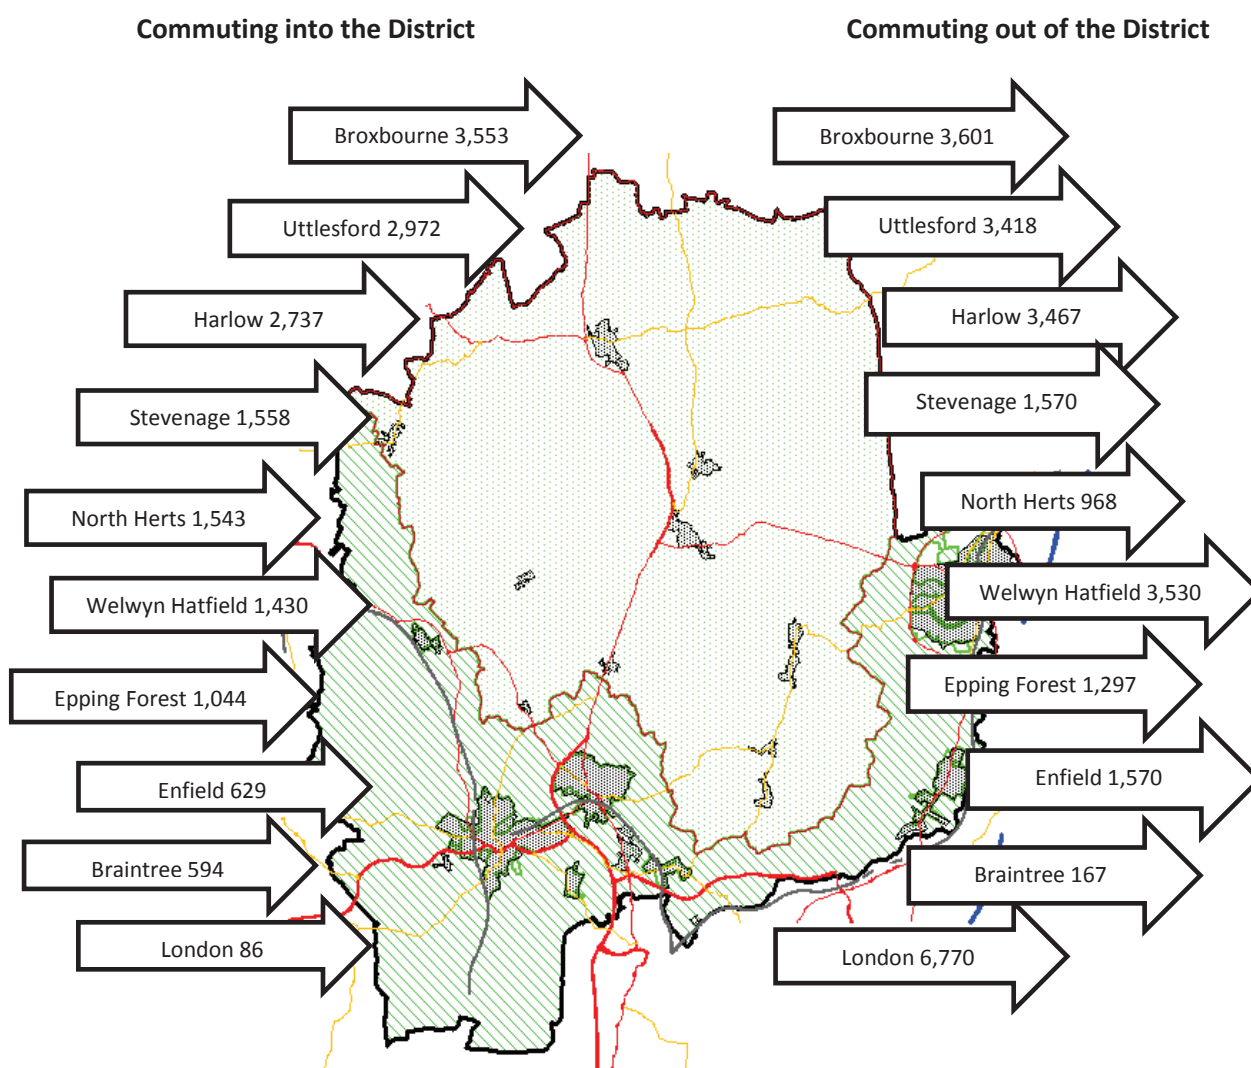 Commuting into the District
Commuting out of the District
Broxbourne 3,553
Broxbourne 3,601
Uttlesford 2,972
Uttlesford 3,418
Harlow 2,737
Harlow 3,467
Stevenage 1,558
Stevenage 1,570
North Herts 1,543
North Herts 968
Welwyn Hatfield 1,430
Welwyn Hatfield 3,530
Epping Forest 1,044
Epping Forest 1,297
Enfield 629
Enfield 1,570
Braintree 594
Braintree 167
London 86
London 6,770